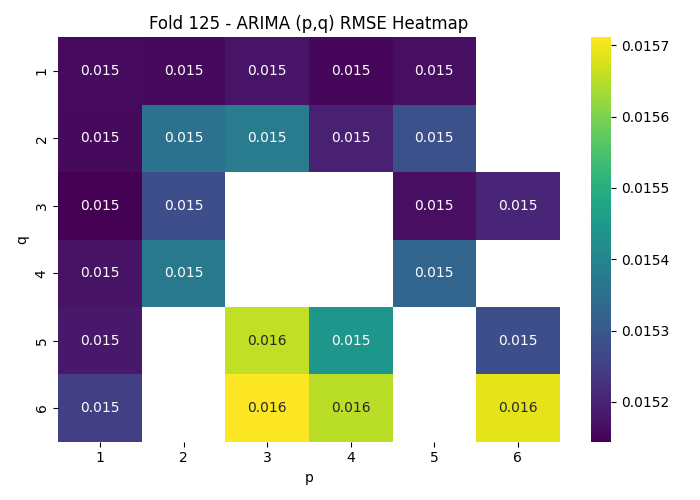 Fold 125 - ARIMA (p,q) RMSE Heatmap
1 0.015 0.015 0.015 0.015 0.015
2 0.015 0.015 0.015 0.015 0.015
3 0.015 0.015 0.015 0.015
4 0.015 0.015 0.015
5 0.015 0.016 0.015 0.015
6 0.015 0.016 0.016 0.016
q
1 2 3 4 5 6
p
0.0157
0.0156
0.0155
0.0154
0.0153
0.0152